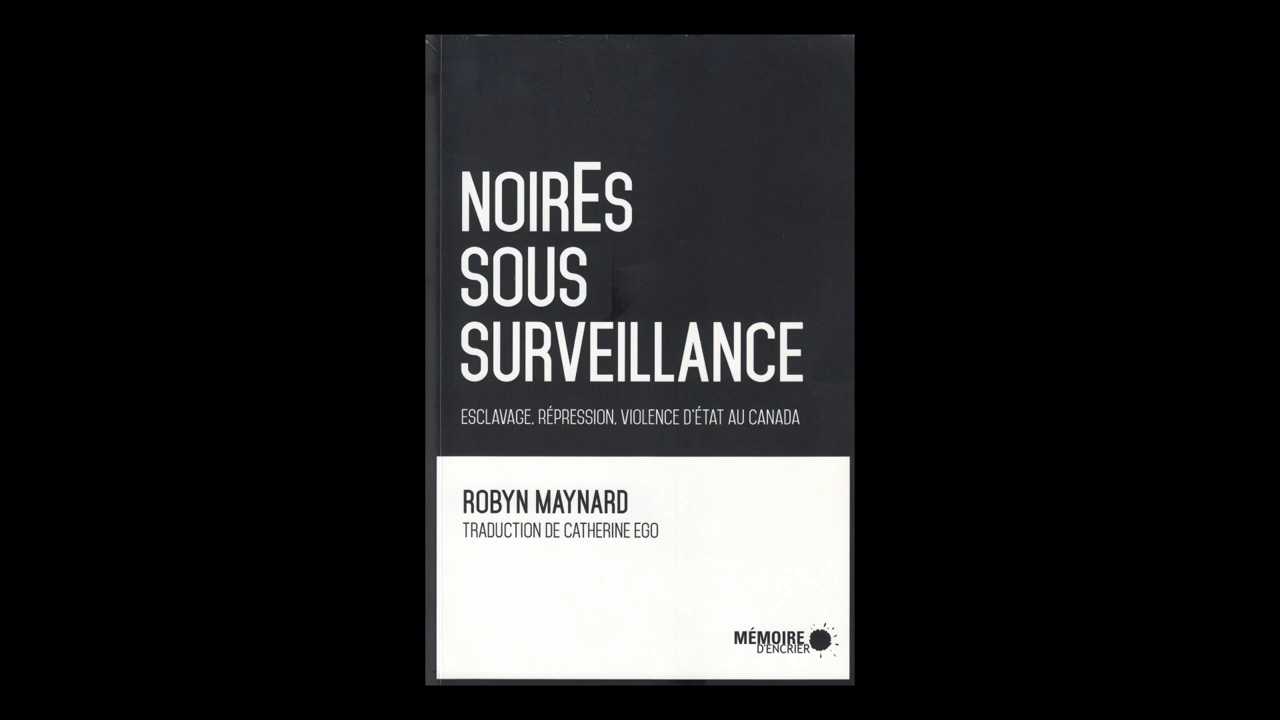 NOIREs
SOUS
SURVEILLANCE
ESCLAVAGE, RÉPRESSION, VIOLENCE D'ÉTAT AU CANADA
ROBYN MAYNARD
TRADUCTION DE CATHERINE EGO
MÉMOIRE
D'ENCRIER